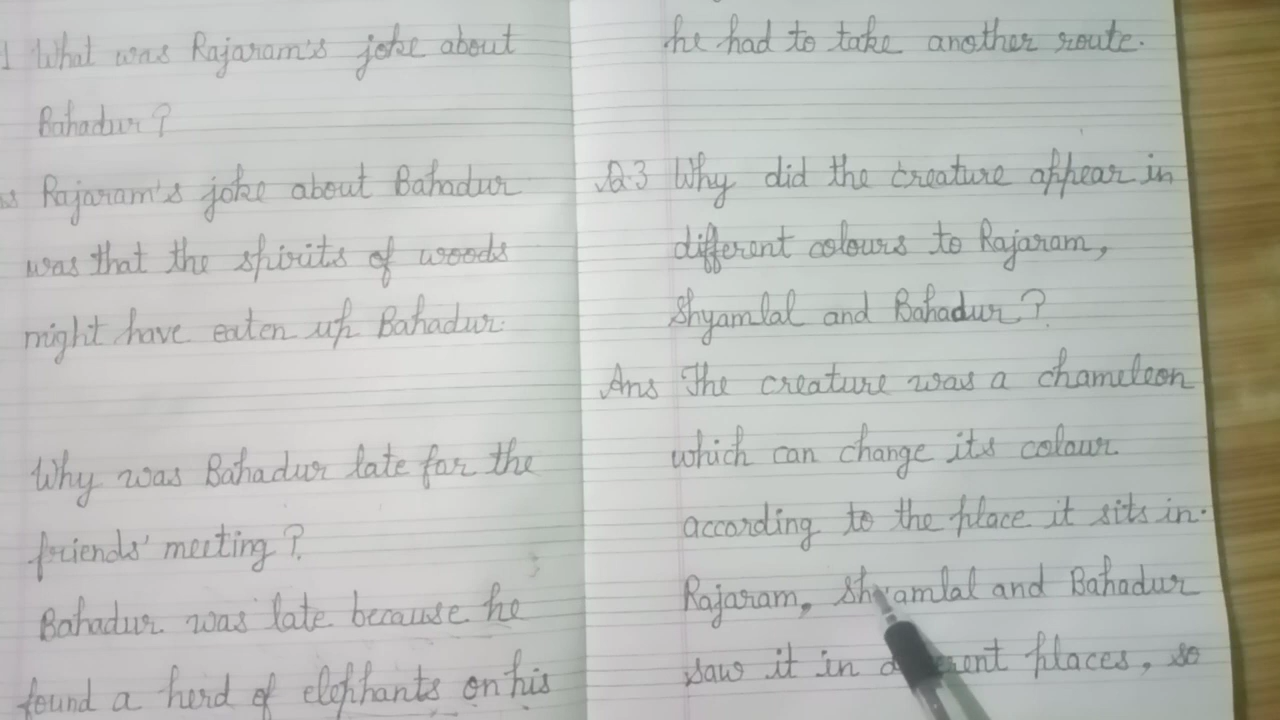 1 What was Rajaram's joke about
Bahadur?
Rajaram's joke about Bahadur
was that the spirits of woods
might have eaten up Bahadur.
Why was Bahadur late for the
friends' meeting?
Bahadur was late because he
found a herd of elephants on his
he had to take another route.
Q.3 Why did the creature appear in
different colours to Rajaram,
Shyamlal and Bahadur?
Ans The creature was a chameleon
which can change its colour
according to the place it sits in.
Rajaram, Shyamlal and Bahadur
saw it in different places, so